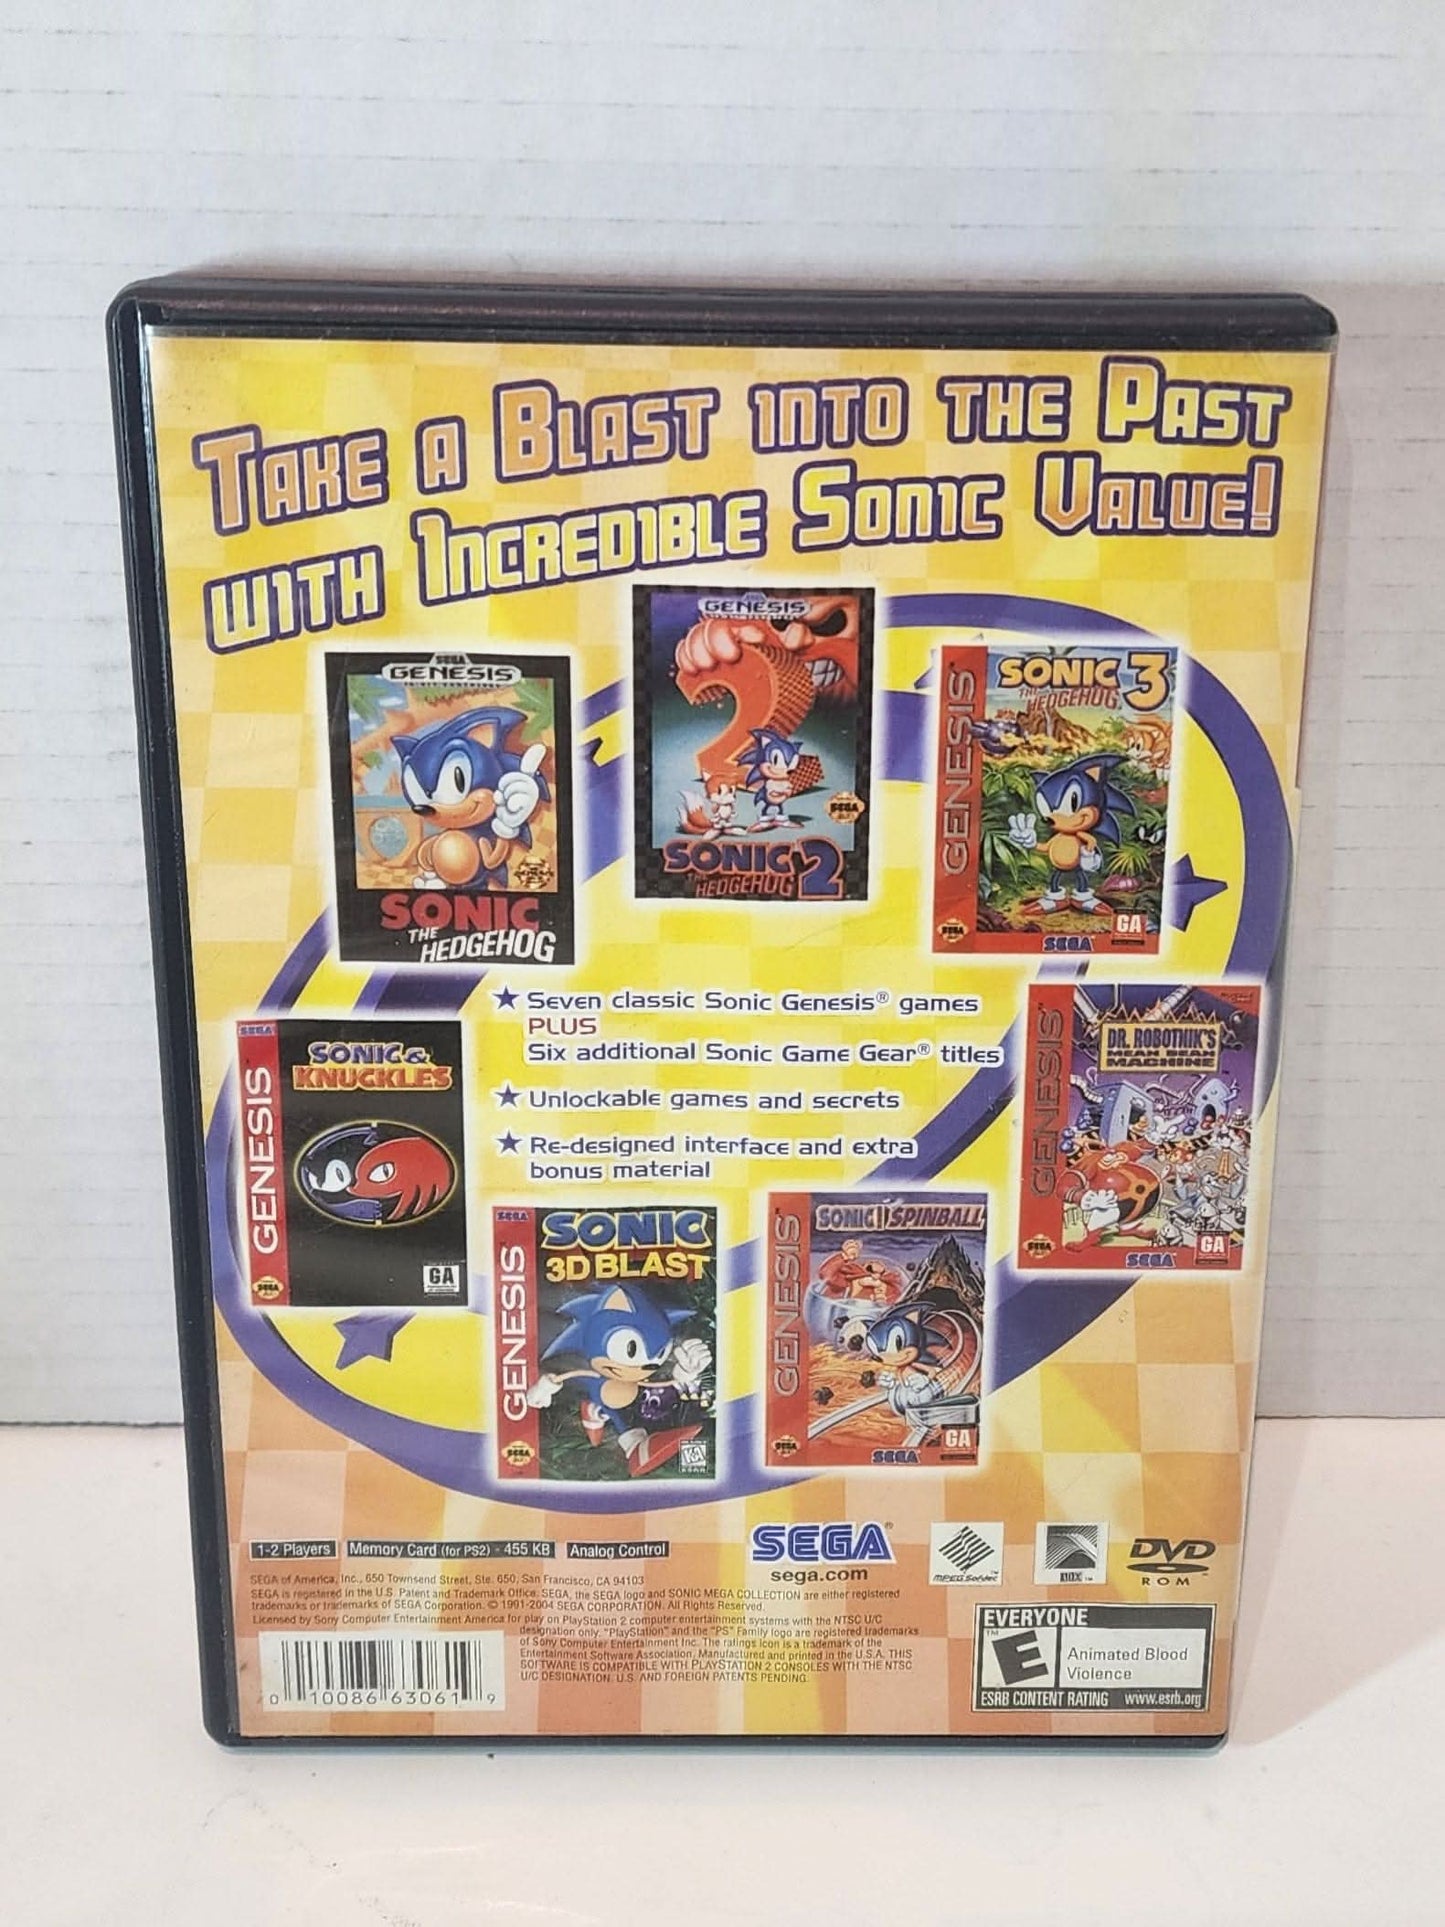 TAKE A BLAST INTO THE PAST
WITH INCREDIBLE SONIC VALUE!
SEGA
GENESIS
SONIC
THE
HEDGEHOG
GENESIS
SEGA
SONIC
THE
HEDGEHOG 2
GENESIS
SONIC 3
THE
HEDGEHOG
GA
SEGA
SEGA
★ Seven classic Sonic Genesis® games
PLUS
Six additional Sonic Game Gear® titles
★ Unlockable games and secrets
★ Re-designed interface and extra
bonus material
SEGA
GENESIS
SONIC &
KNUCKLES
GA
SEGA
GENESIS
DR. ROBOTNIK'S
MEAN BEAN
MACHINE
GA
SEGA
SEGA
SEGA
GENESIS
SONIC
3D BLAST
SEGA
K-A
GENESIS
SONIC SPINBALL
SEGA
SEGA
GA
1-2 Players Memory Card (for PS2) - 455 KB Analog Control
SEGA®
sega.com
MPEG Sofdec™
ADX™
DVD
ROM
SEGA of America, Inc., 650 Townsend Street, Ste. 650, San Francisco, CA 94103
SEGA is registered in the U.S. Patent and Trademark Office. SEGA, the SEGA logo and SONIC MEGA COLLECTION are either registered
trademarks or trademarks of SEGA Corporation. © 1991-2004 SEGA CORPORATION. All Rights Reserved.
Licensed by Sony Computer Entertainment America for play on PlayStation 2 computer entertainment systems with the NTSC U/C
designation only. "PlayStation" and the "PS" Family logo are registered trademarks
of Sony Computer Entertainment Inc. The ratings icon is a trademark of the
Entertainment Software Association. Manufactured and printed in the U.S.A. THIS
SOFTWARE IS COMPATIBLE WITH PLAYSTATION 2 CONSOLES WITH THE NTSC
U/C DESIGNATION. U.S. AND FOREIGN PATENTS PENDING.
0 10086 63061 9
EVERYONE
E
Animated Blood
Violence
ESRB CONTENT RATING www.esrb.org